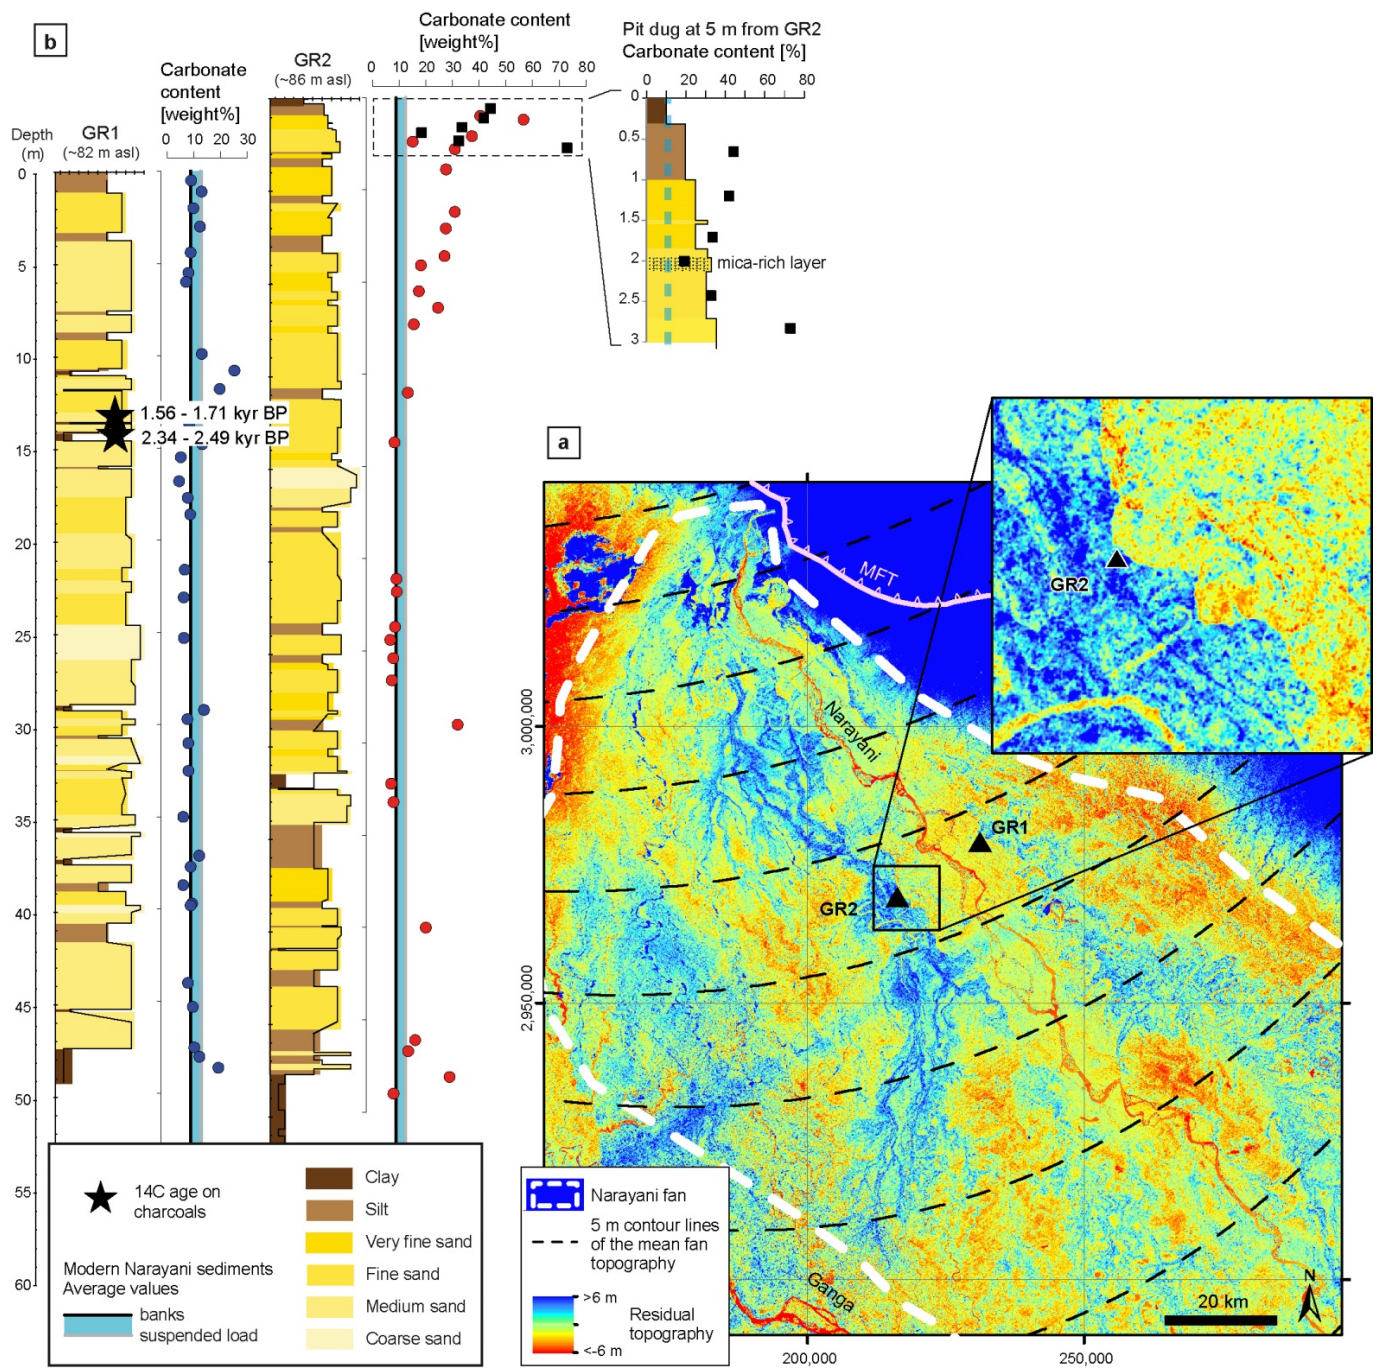 b
Depth
(m)
GR1
(~82 m asl)
Carbonate
content
[weight%]
0 10 20 30
GR2
(~86 m asl)
Carbonate content
[weight%]
0 10 20 30 40 50 60 70 80
Pit dug at 5 m from GR2
Carbonate content [%]
0 20 40 60 80
0
0.5
1
1.5
2
2.5
3
mica-rich layer
0
5
10
15
20
25
30
35
40
45
50
55
60
1.56 - 1.71 kyr BP
2.34 - 2.49 kyr BP
14C age on
charcoals
Modern Narayani sediments
Average values
banks
suspended load
Clay
Silt
Very fine sand
Fine sand
Medium sand
Coarse sand
a
MFT
GR2
Narayani
GR1
GR2
3,000,000
2,950,000
Ganga
N
20 km
200,000
250,000
Narayani fan
5 m contour lines
of the mean fan
topography
>6 m
Residual
topography
<-6 m